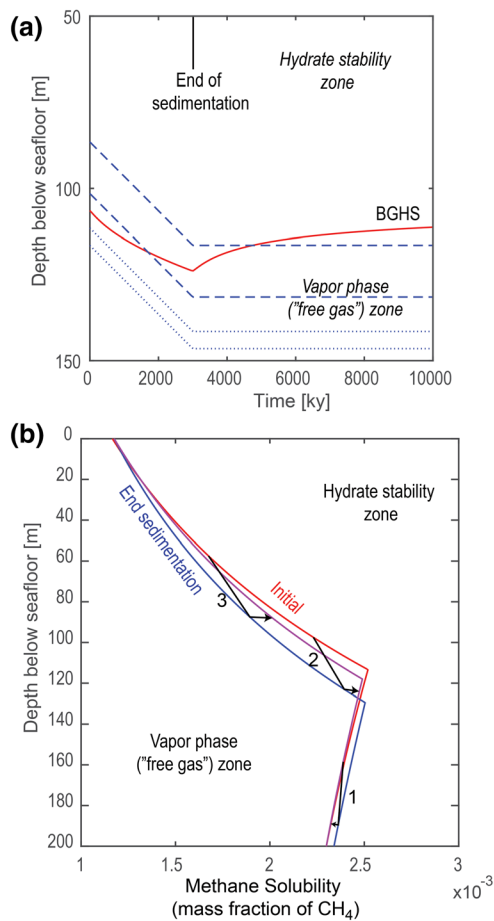 (a)
50
100
150
Depth below seafloor [m]
End of
sedimentation
Hydrate stability
zone
BGHS
Vapor phase
("free gas") zone
0
2000
4000
6000
8000
10000
Time [ky]
(b)
0
20
40
60
80
100
120
140
160
180
200
Depth below seafloor [m]
Hydrate stability
zone
End sedimentation
Initial
3
2
1
Vapor phase
("free gas") zone
1
1.5
2
2.5
3
×10⁻³
Methane Solubility
(mass fraction of CH₄)